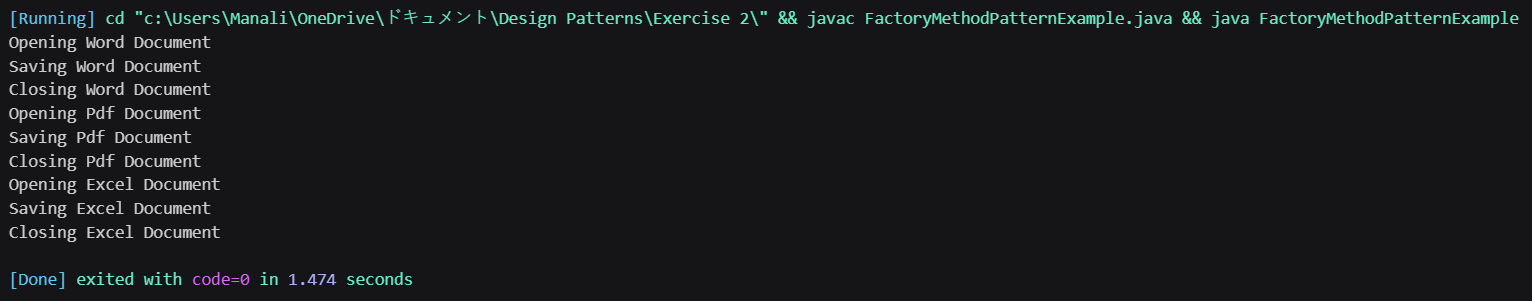 [Running] cd "c:\Users\Manali\OneDrive\ドキュメント\Design Patterns\Exercise 2\" && javac FactoryMethodPatternExample.java && java FactoryMethodPatternExample
Opening Word Document
Saving Word Document
Closing Word Document
Opening Pdf Document
Saving Pdf Document
Closing Pdf Document
Opening Excel Document
Saving Excel Document
Closing Excel Document
[Done] exited with code=0 in 1.474 seconds